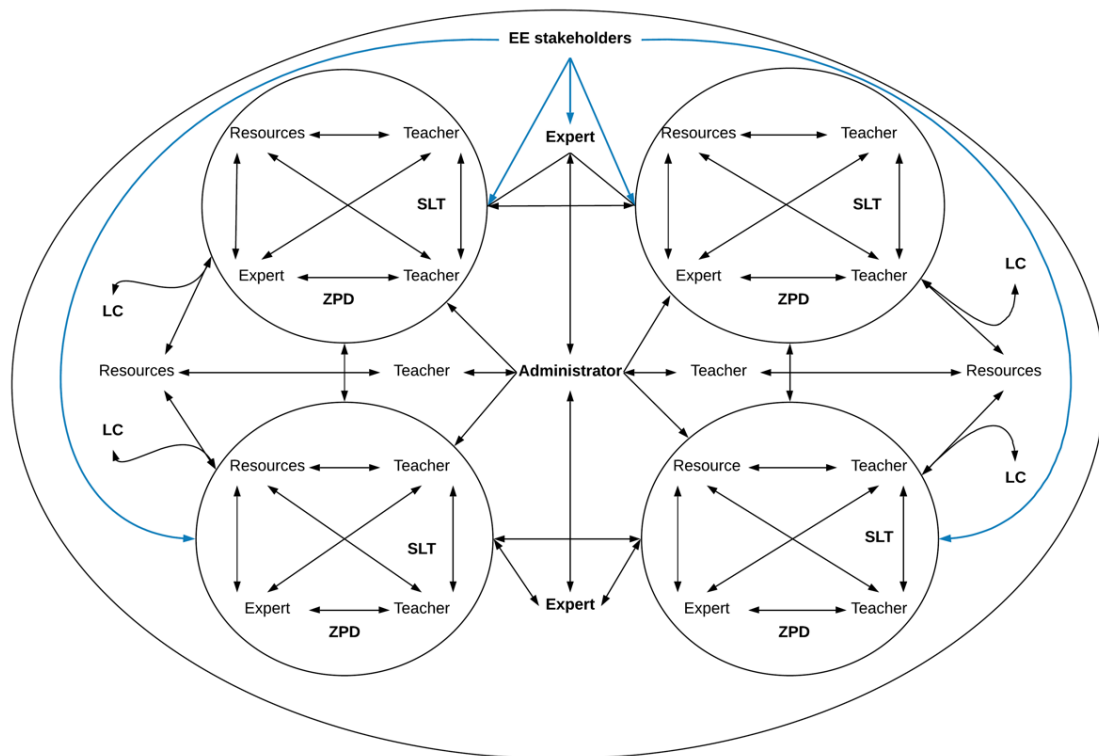 EE stakeholders
Resources Teacher
Expert
Resources Teacher
SLT
SLT
Expert Teacher
Expert Teacher
ZPD
ZPD
LC
LC
Resources Teacher Administrator Teacher Resources
LC
LC
Resources Teacher
Resource Teacher
SLT
SLT
Expert Teacher
Expert
Expert Teacher
ZPD
ZPD